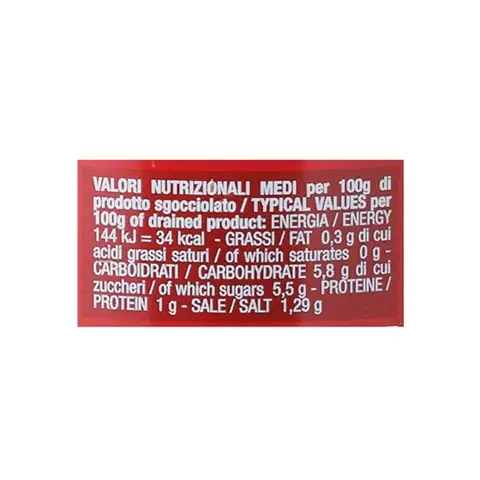 VALORI NUTRIZIONALI MEDI per 100g di
prodotto sgocciolato / TYPICAL VALUES per
100g of drained product: ENERGIA / ENERGY
144 kJ = 34 kcal - GRASSI / FAT 0,3 g di cui
acidi grassi saturi / of which saturates 0 g -
CARBOIDRATI / CARBOHYDRATE 5,8 g di cui
zuccheri / of which sugars 5,5 g - PROTEINE /
PROTEIN 1 g - SALE / SALT 1,29 g